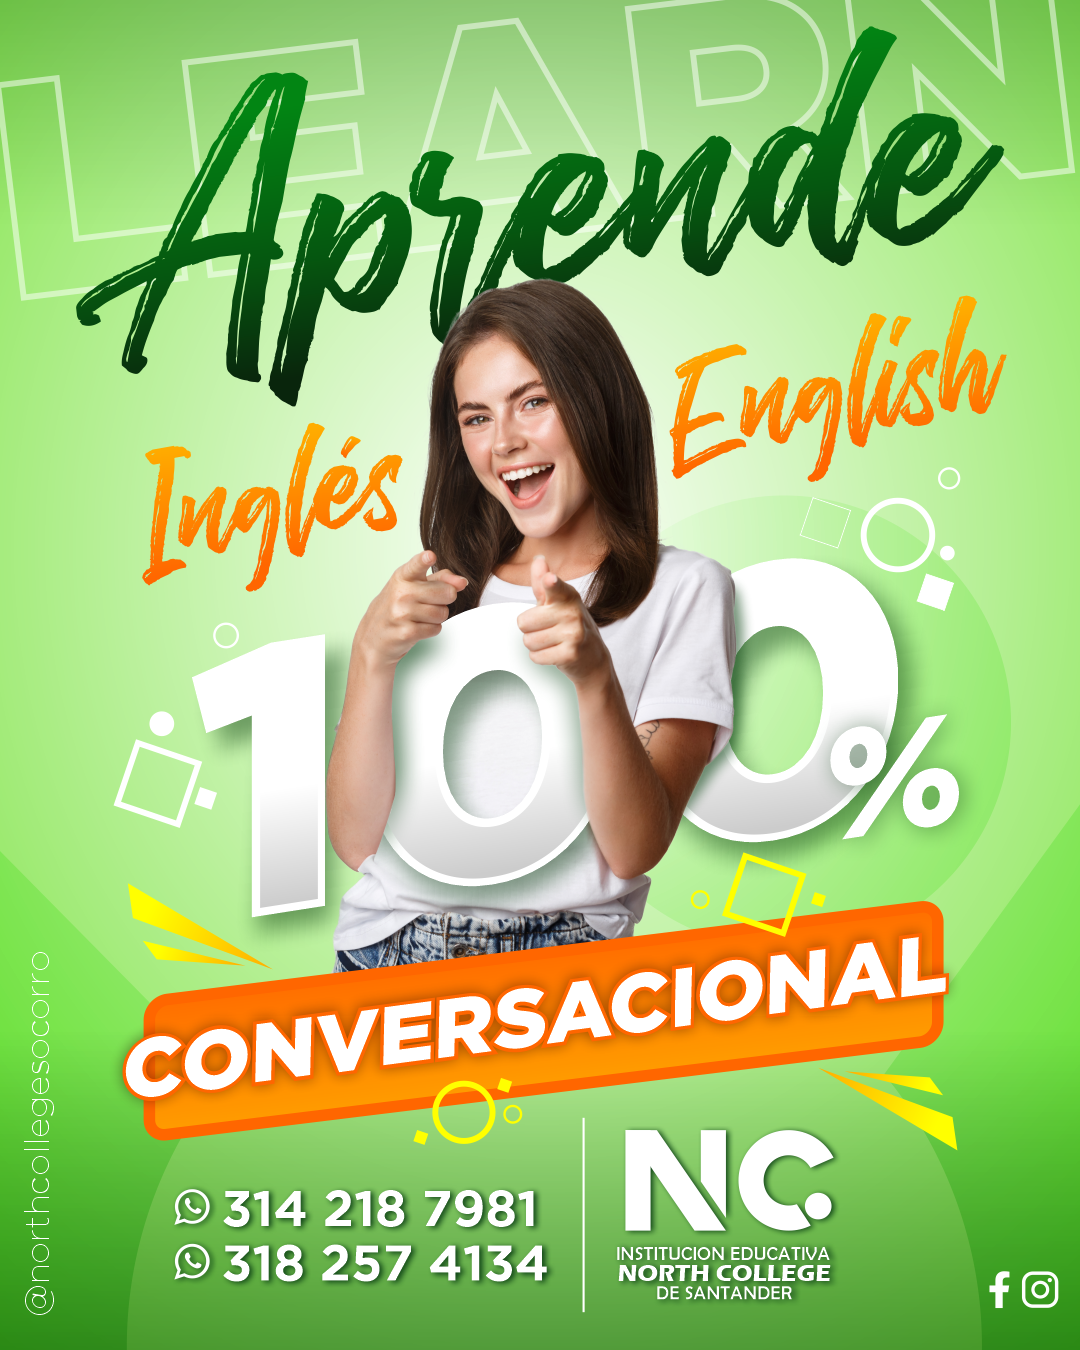 LEARN
Aprende
Inglés
English
100%
CONVERSACIONAL
314 218 7981
318 257 4134
NC
INSTITUCION EDUCATIVA
NORTH COLLEGE
DE SANTANDER
@northcollegesocorro